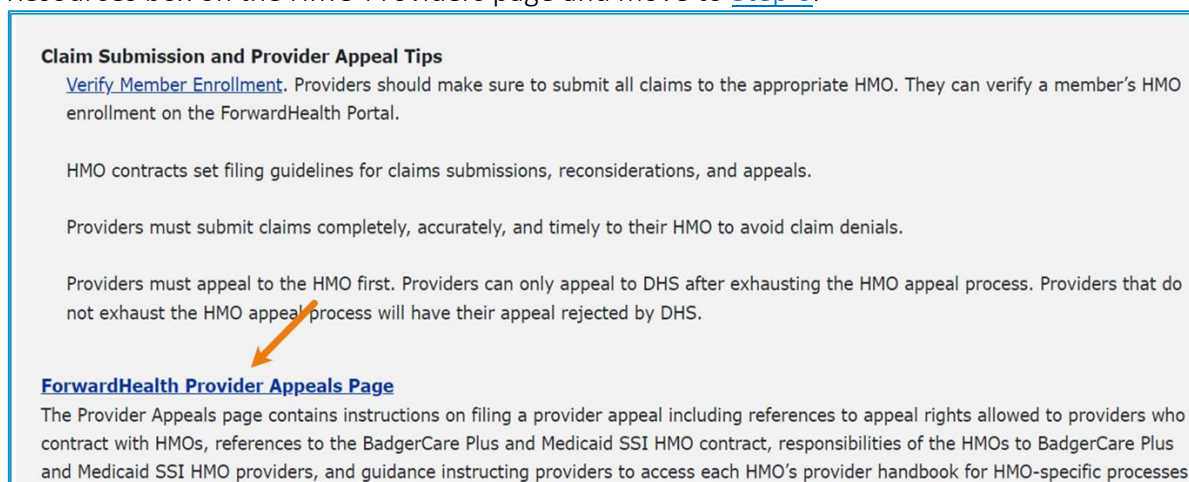 Resources box on the HMO Providers page and move to Step 6.
Claim Submission and Provider Appeal Tips
Verify Member Enrollment. Providers should make sure to submit all claims to the appropriate HMO. They can verify a member's HMO
enrollment on the ForwardHealth Portal.
HMO contracts set filing guidelines for claims submissions, reconsiderations, and appeals.
Providers must submit claims completely, accurately, and timely to their HMO to avoid claim denials.
Providers must appeal to the HMO first. Providers can only appeal to DHS after exhausting the HMO appeal process. Providers that do
not exhaust the HMO appeal process will have their appeal rejected by DHS.
ForwardHealth Provider Appeals Page
The Provider Appeals page contains instructions on filing a provider appeal including references to appeal rights allowed to providers who
contract with HMOs, references to the BadgerCare Plus and Medicaid SSI HMO contract, responsibilities of the HMOs to BadgerCare Plus
and Medicaid SSI HMO providers, and guidance instructing providers to access each HMO's provider handbook for HMO-specific processes